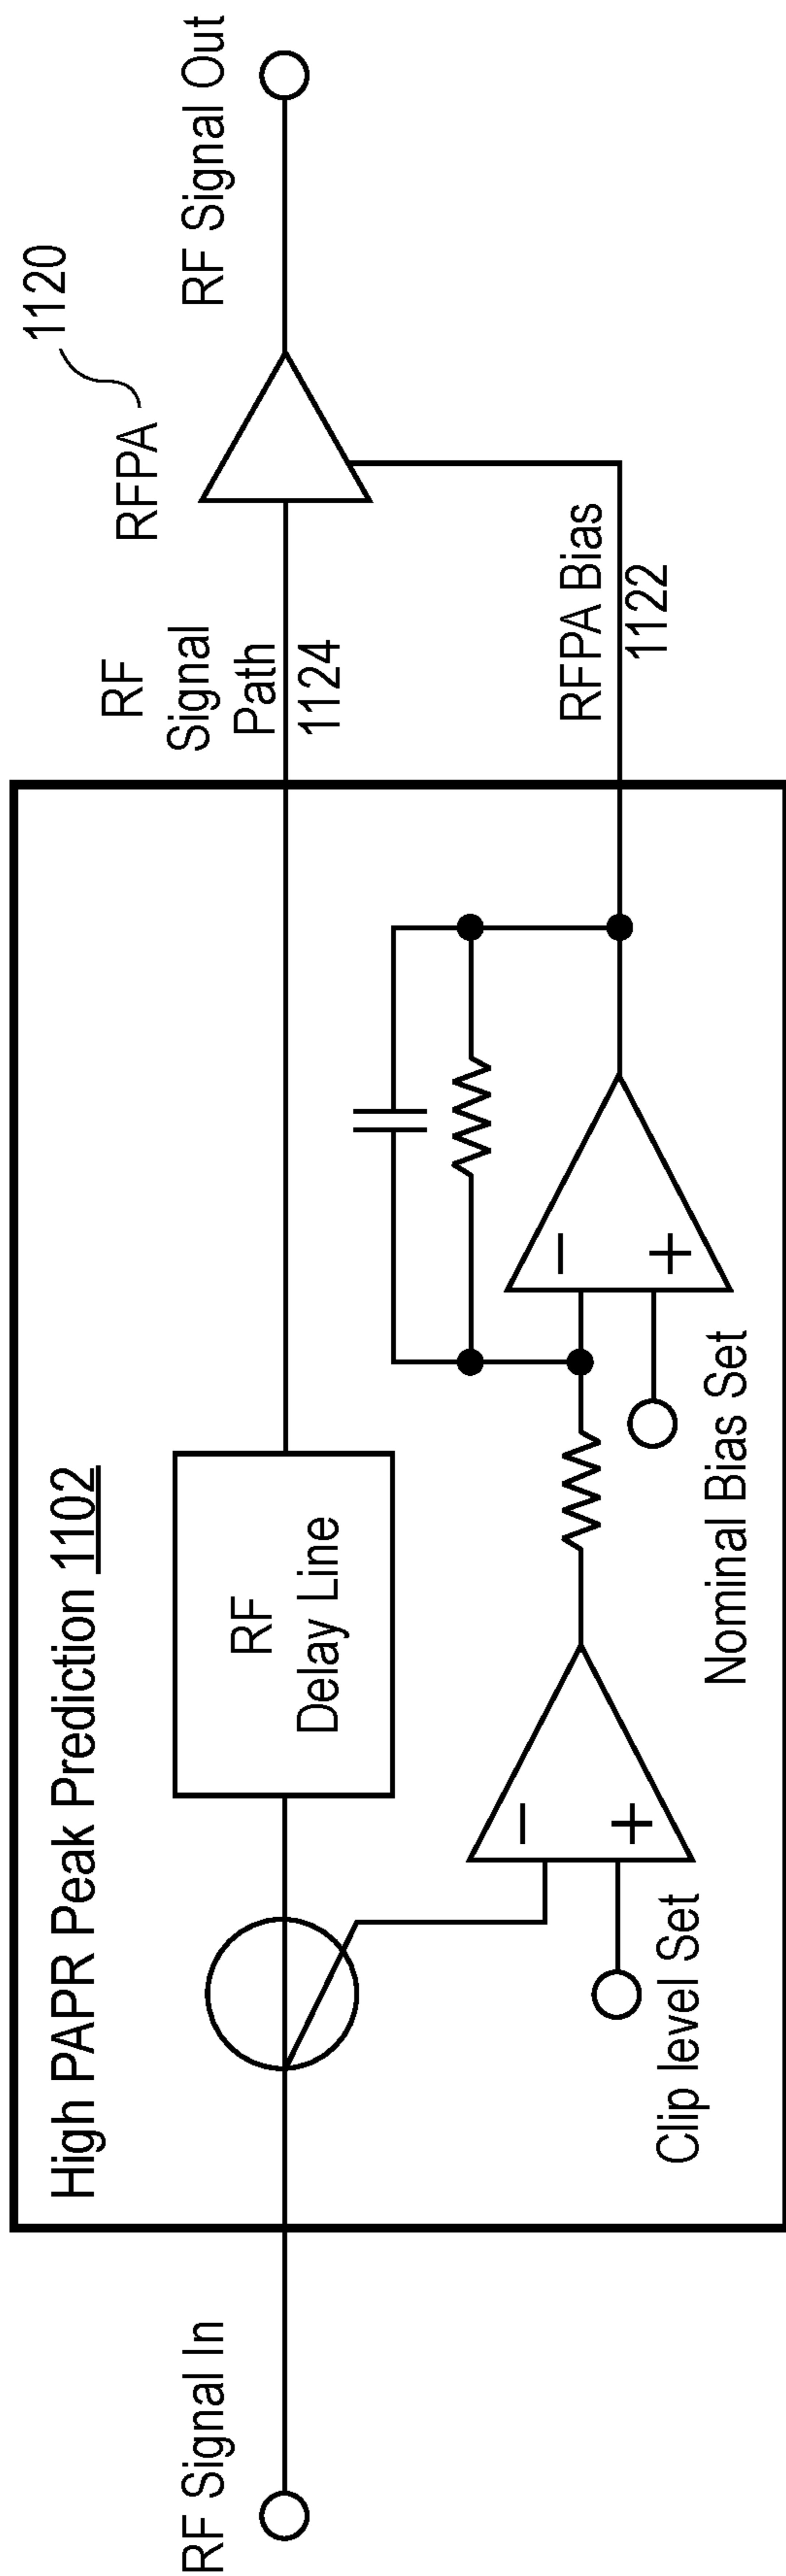 High PAPR Peak Prediction 1102
RF Signal In
RF
Delay Line
RF
Signal
Path
1124
RFPA
1120
RF Signal Out
Clip level Set
−
+
Nominal Bias Set
−
+
RFPA Bias
1122